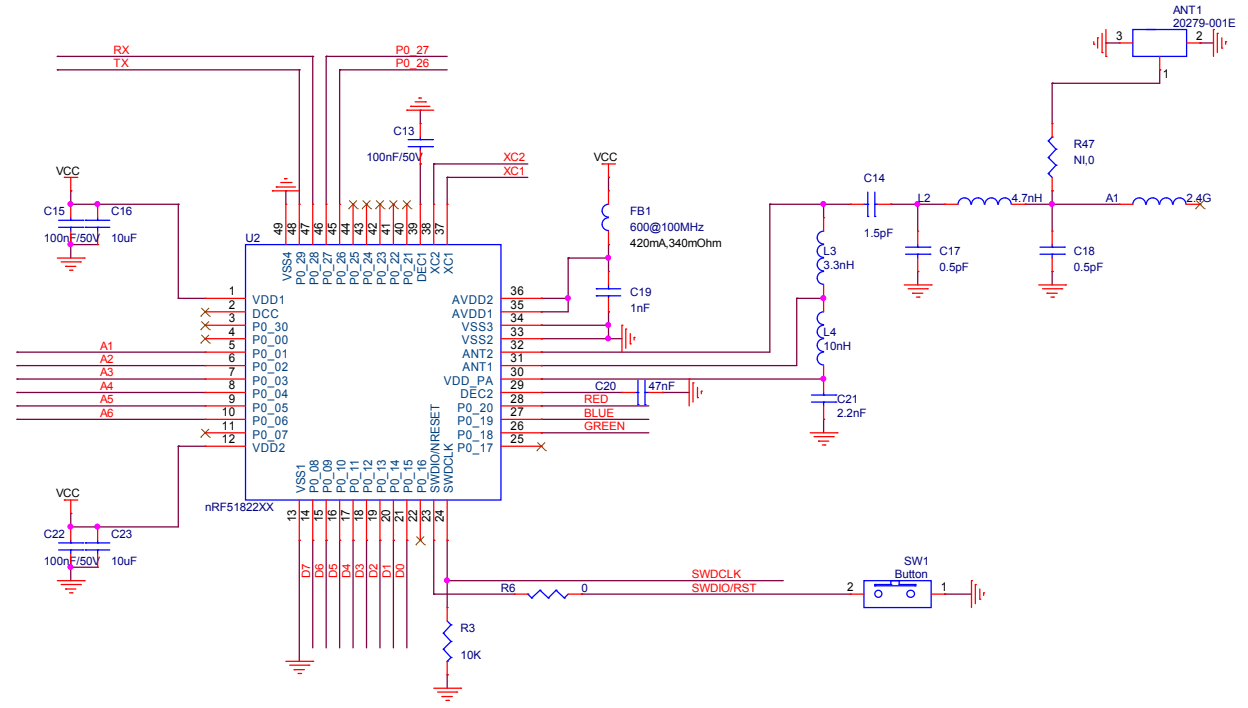 ANT1
20279-001E
3
2
1
RX
P0_27
TX
P0_26
C13
100nF/50V
XC2
XC1
VCC
R47
NI,0
VCC
C14
1.5pF
L2
4.7nH
A1
2.4G
C15
C16
100nF/50V
10uF
FB1
600@100MHz
420mA,340mOhm
49
48
47
46
45
44
43
42
41
40
39
38
37
U2
VSS4
P0_29
P0_28
P0_27
P0_26
P0_25
P0_24
P0_23
P0_22
P0_21
DEC1
XC2
XC1
L3
3.3nH
C17
0.5pF
C18
0.5pF
C19
1nF
1
VDD1
2
DCC
3
P0_30
4
P0_00
A1
5
P0_01
A2
6
P0_02
A3
7
P0_03
A4
8
P0_04
A5
9
P0_05
A6
10
P0_06
11
P0_07
12
VDD2
AVDD2
36
AVDD1
35
VSS3
34
VSS2
33
ANT2
32
ANT1
31
VDD_PA
30
DEC2
29
P0_20
28
RED
P0_19
27
BLUE
P0_18
26
GREEN
P0_17
25
L4
10nH
C20
47nF
C21
2.2nF
VSS1
P0_08
P0_09
P0_10
P0_11
P0_12
P0_13
P0_14
P0_15
P0_16
SWDIO/NRESET
SWDCLK
nRF51822XX
13
14
15
16
17
18
19
20
21
22
23
24
VCC
C22
C23
100nF/50V
10uF
D7
D6
D5
D4
D3
D2
D1
D0
SWDCLK
R6
0
SWDIO/RST
SW1
Button
2
1
R3
10K